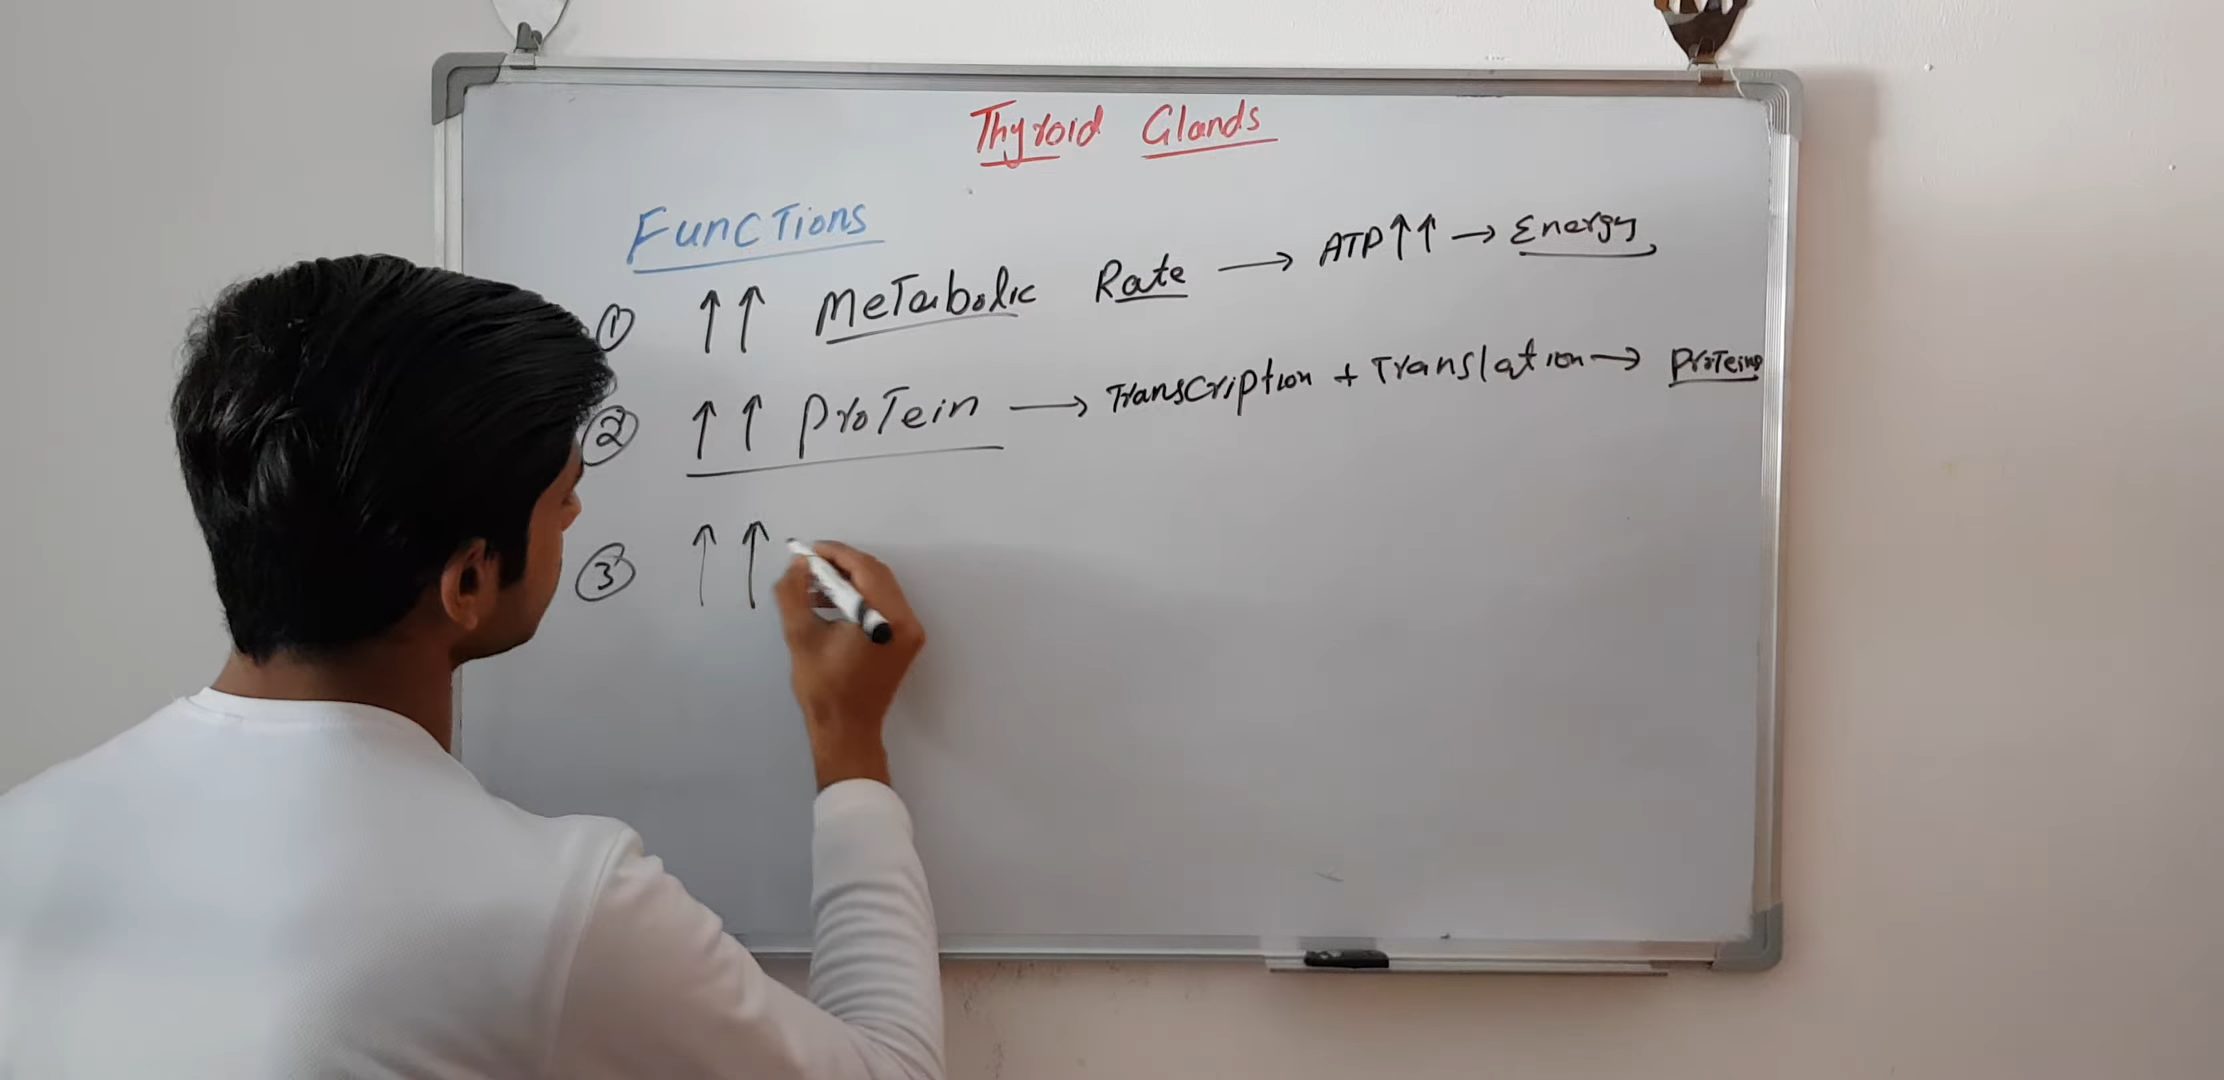 Thyroid Glands
Functions
① ↑↑ Metabolic Rate → ATP↑↑ → Energy
② ↑↑ Protein → Transcription + Translation → Proteins
③ ↑↑